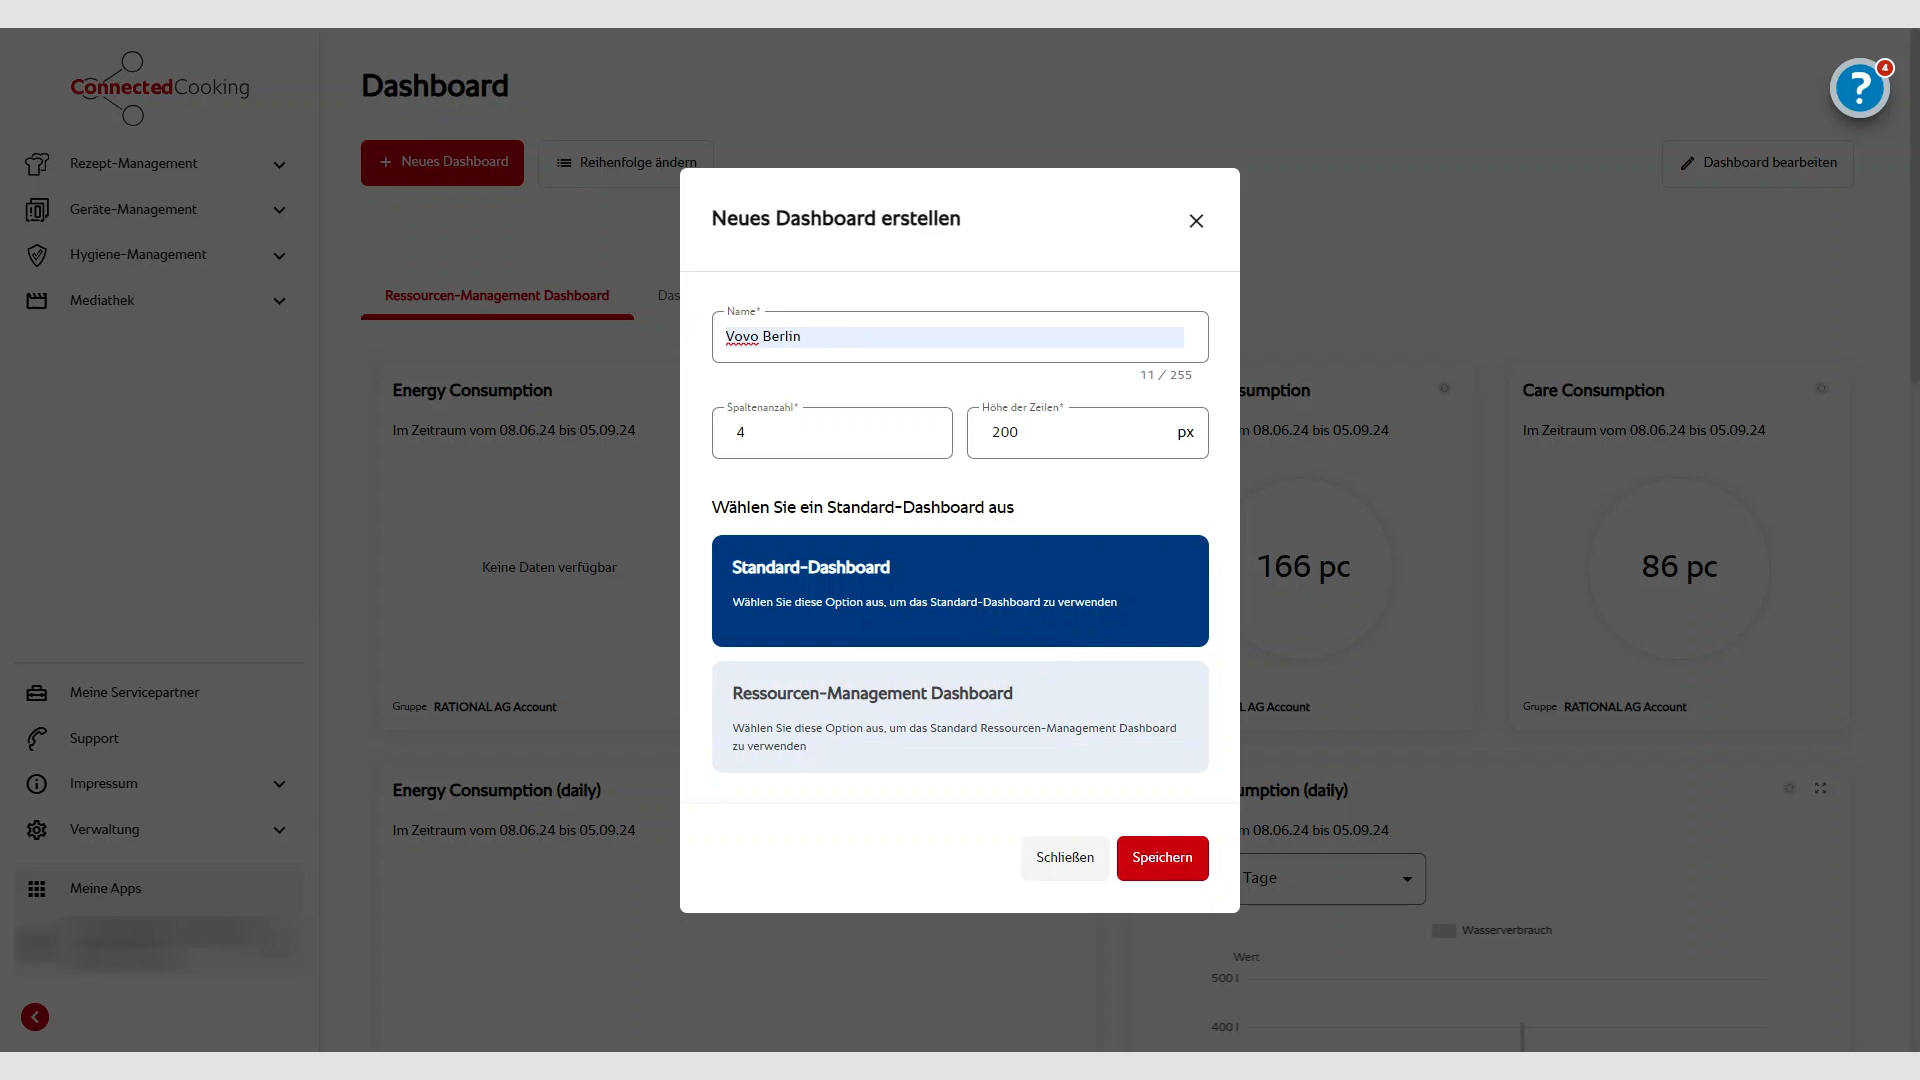 ConnectedCooking
Rezept-Management
Geräte-Management
Hygiene-Management
Mediathek
Meine Servicepartner
Support
Impressum
Verwaltung
Meine Apps
Dashboard
+ Neues Dashboard
Reihenfolge ändern
Dashboard bearbeiten
4
?
Ressourcen-Management Dashboard
Das
Energy Consumption
Im Zeitraum vom 08.06.24 bis 05.09.24
Keine Daten verfügbar
Gruppe RATIONAL AG Account
sumption
m 08.06.24 bis 05.09.24
166 pc
L AG Account
Care Consumption
Im Zeitraum vom 08.06.24 bis 05.09.24
86 pc
Gruppe RATIONAL AG Account
Energy Consumption (daily)
Im Zeitraum vom 08.06.24 bis 05.09.24
umption (daily)
m 08.06.24 bis 05.09.24
Tage
Wasserverbrauch
Wert
500 l
400 l
Neues Dashboard erstellen
Name*
Vovo Berlin
11 / 255
Spaltenanzahl*
4
Höhe der Zeilen*
200 px
Wählen Sie ein Standard-Dashboard aus
Standard-Dashboard
Wählen Sie diese Option aus, um das Standard-Dashboard zu verwenden
Ressourcen-Management Dashboard
Wählen Sie diese Option aus, um das Standard Ressourcen-Management Dashboard
zu verwenden
Schließen
Speichern